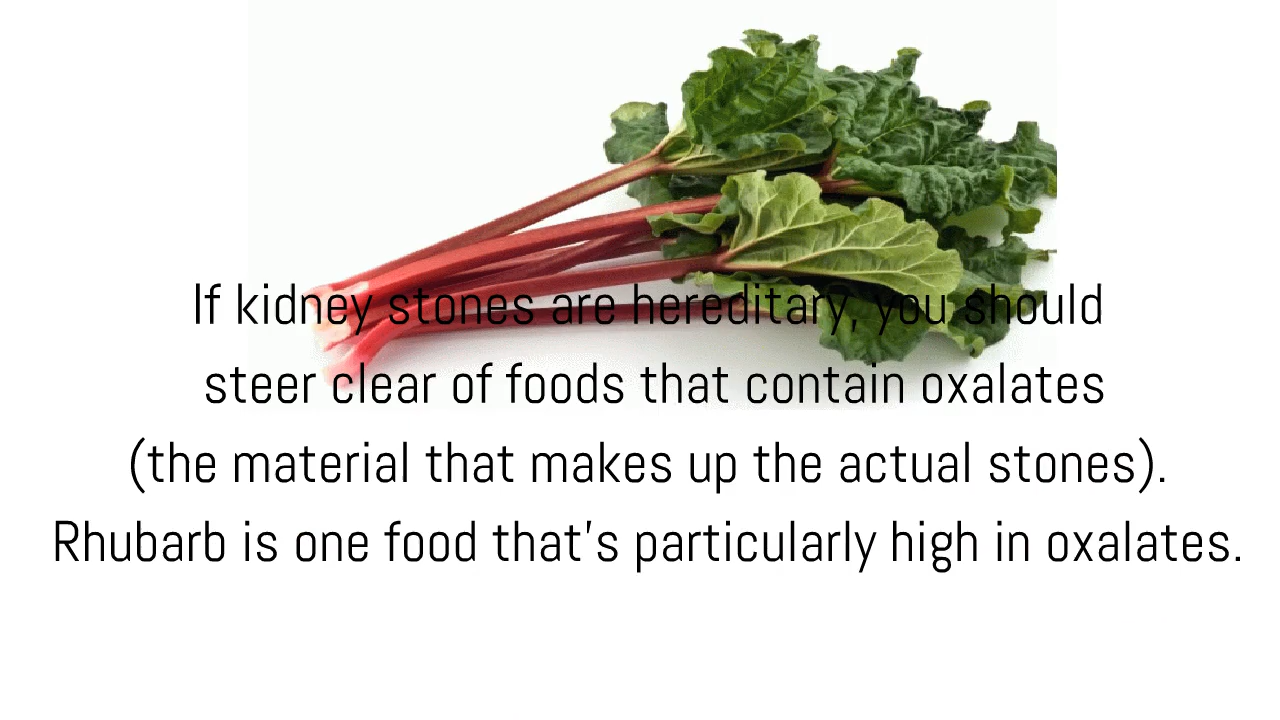 If kidney stones are hereditary, you should
steer clear of foods that contain oxalates
(the material that makes up the actual stones).
Rhubarb is one food that's particularly high in oxalates.